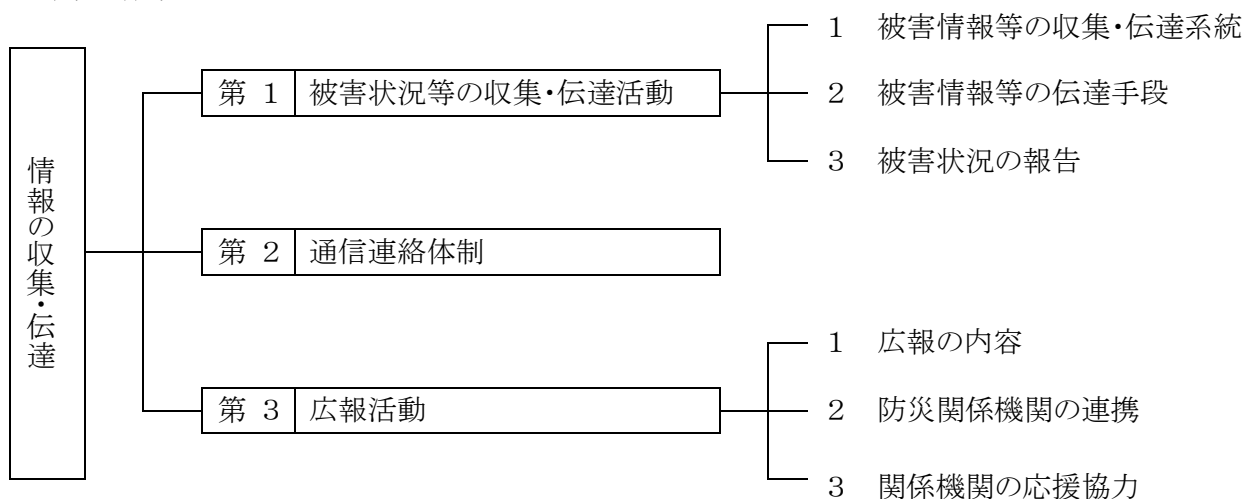 情報の収集・伝達
第 1 被害状況等の収集・伝達活動
1 被害情報等の収集・伝達系統
2 被害情報等の伝達手段
3 被害状況の報告
第 2 通信連絡体制
第 3 広報活動
1 広報の内容
2 防災関係機関の連携
3 関係機関の応援協力